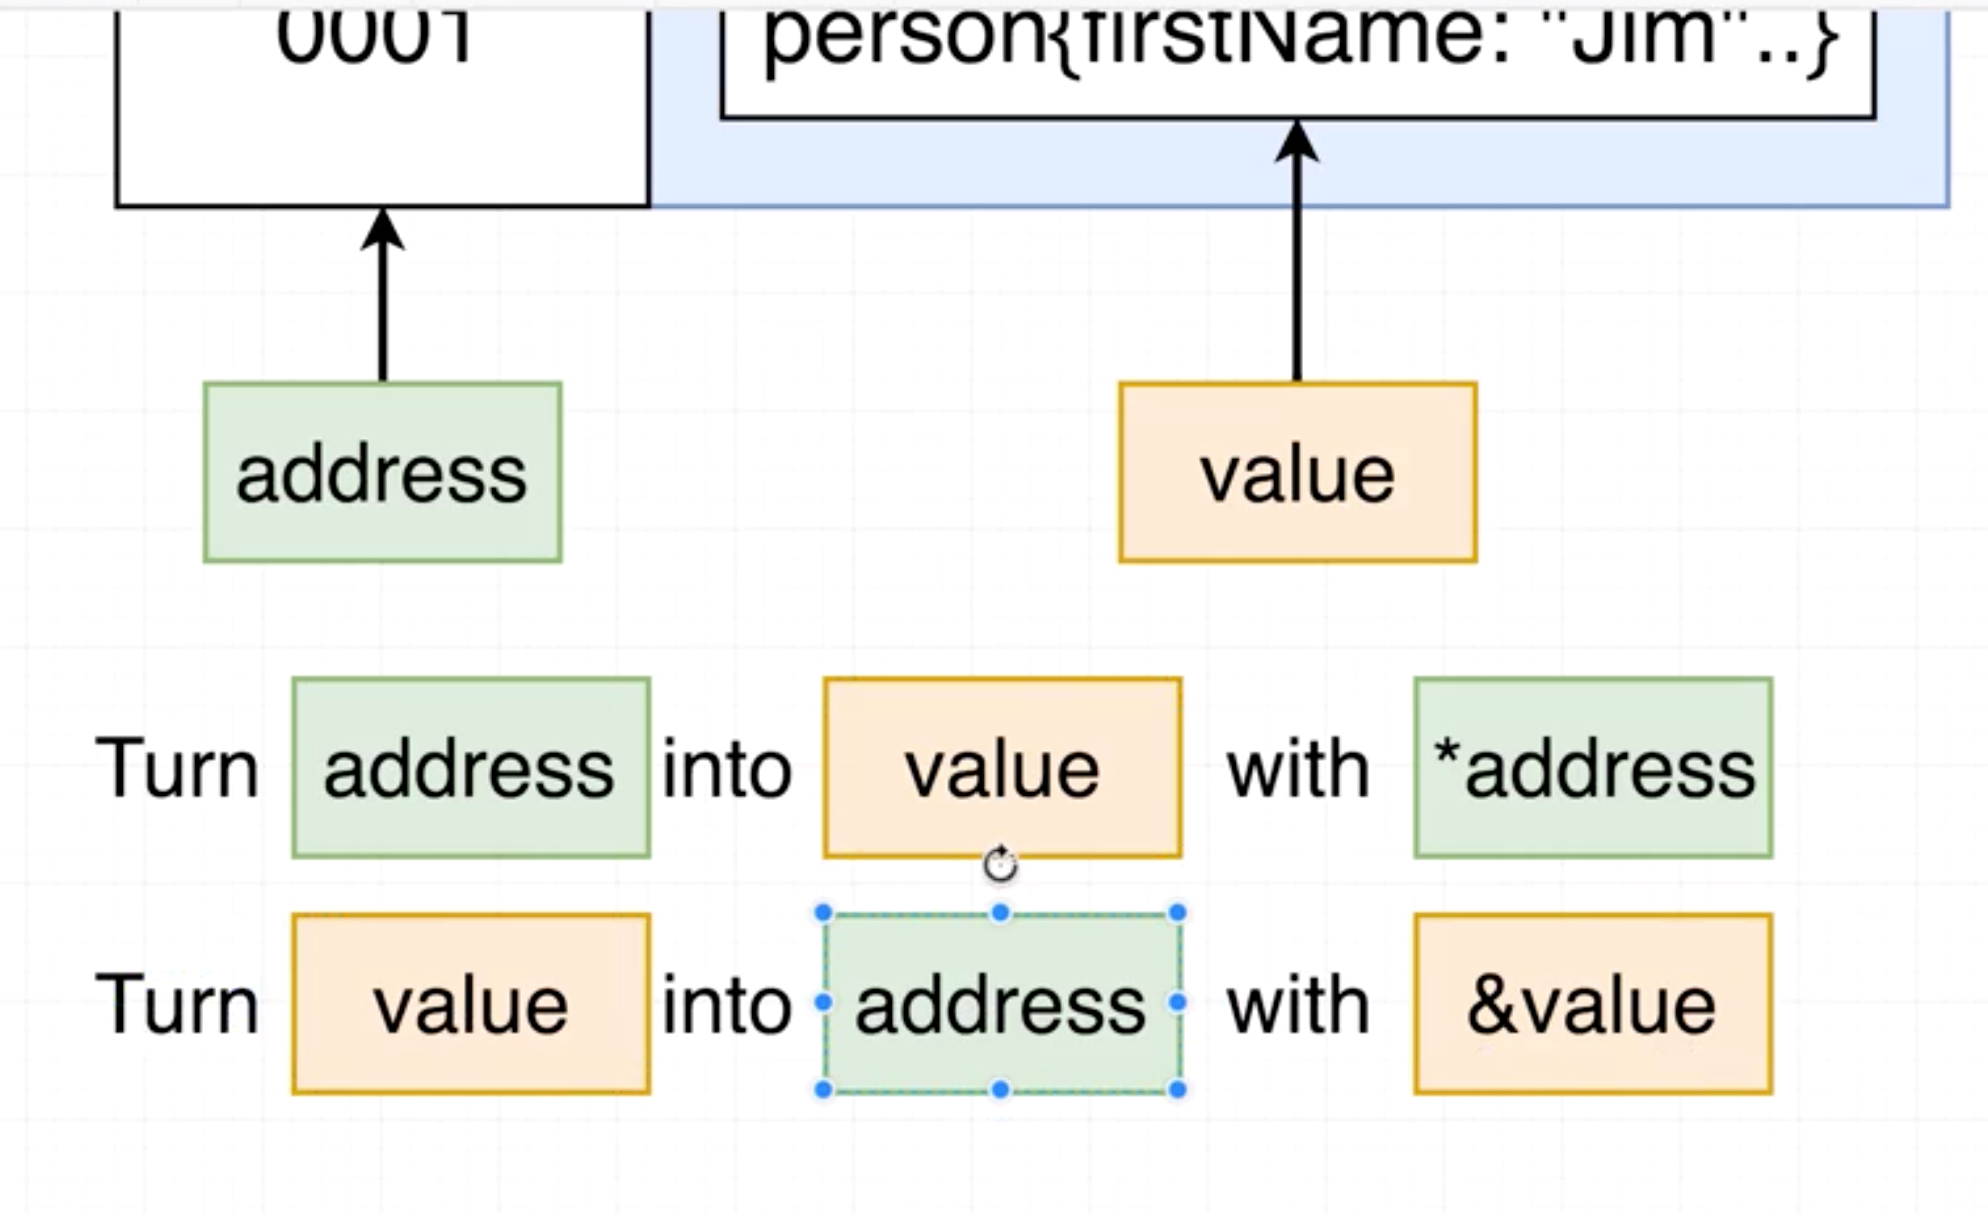 0001 person{firstName: "Jim"..}
address value
Turn address into value with *address
Turn value into address with &value